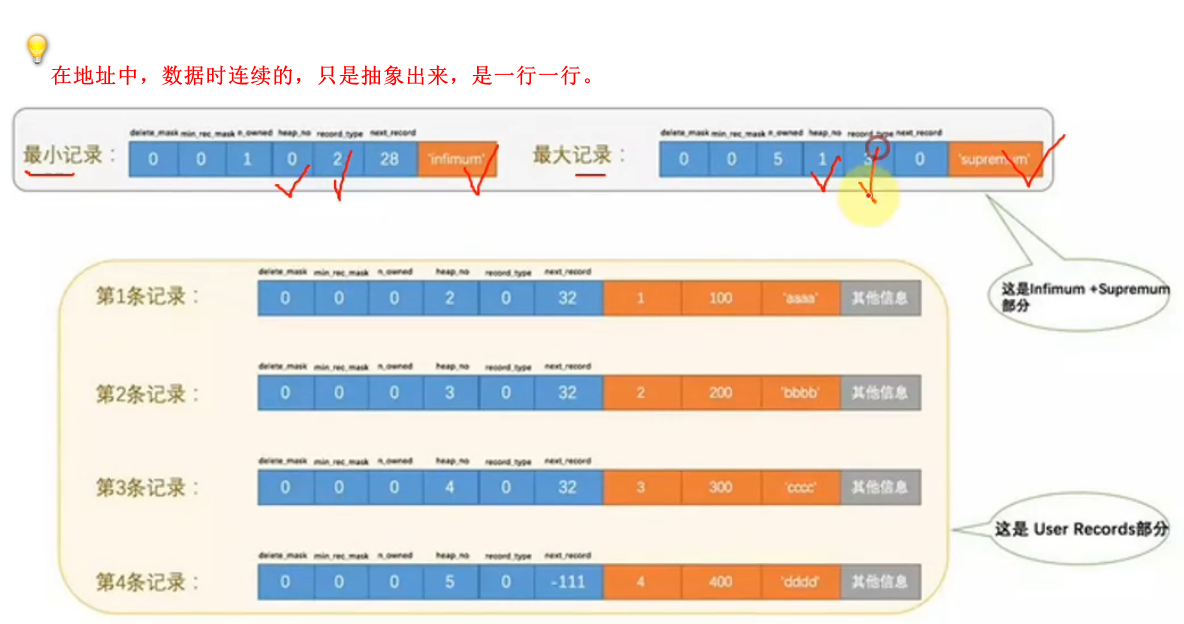 在地址中，数据时连续的，只是抽象出来，是一行一行。
delete_mask min_rec_mask n_owned heap_no record_type next_record
最小记录： 0 0 1 0 2 28 'infimum'
delete_mask min_rec_mask n_owned heap_no record_type next_record
最大记录： 0 0 5 1 3 0 'supremum'
这是Infimum +Supremum
部分
delete_mask min_rec_mask n_owned heap_no record_type next_record
第1条记录： 0 0 0 2 0 32 1 100 'aaaa' 其他信息
delete_mask min_rec_mask n_owned heap_no record_type next_record
第2条记录： 0 0 0 3 0 32 2 200 'bbbb' 其他信息
delete_mask min_rec_mask n_owned heap_no record_type next_record
第3条记录： 0 0 0 4 0 32 3 300 'cccc' 其他信息
这是 User Records部分
delete_mask min_rec_mask n_owned heap_no record_type next_record
第4条记录： 0 0 0 5 0 -111 4 400 'dddd' 其他信息